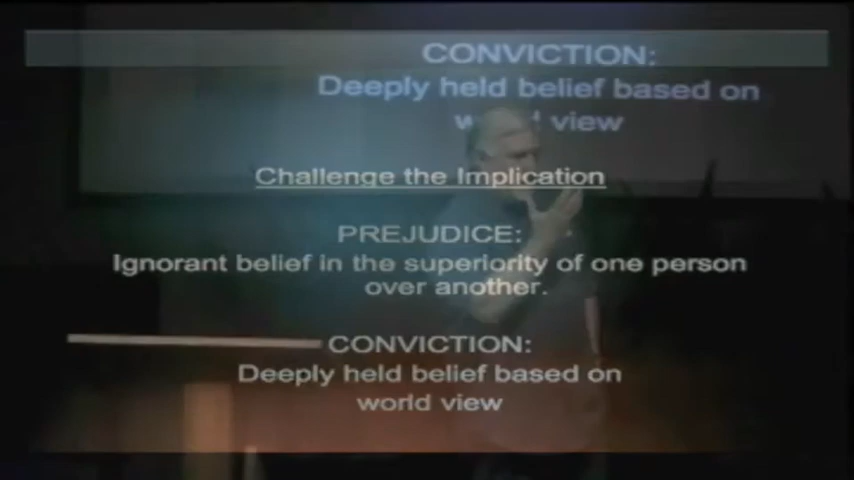 CONVICTION:
Deeply held belief based on
world view
Challenge the Implication
PREJUDICE:
Ignorant belief in the superiority of one person
over another.
CONVICTION:
Deeply held belief based on
world view